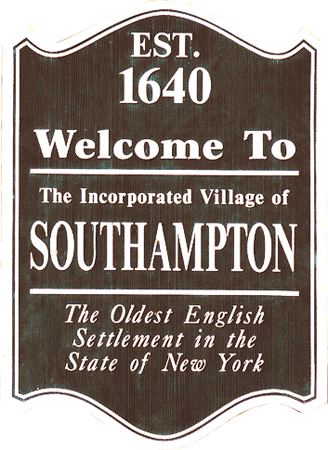 EST.
1640
Welcome To
The Incorporated Village of
SOUTHAMPTON
The Oldest English
Settlement in the
State of New York